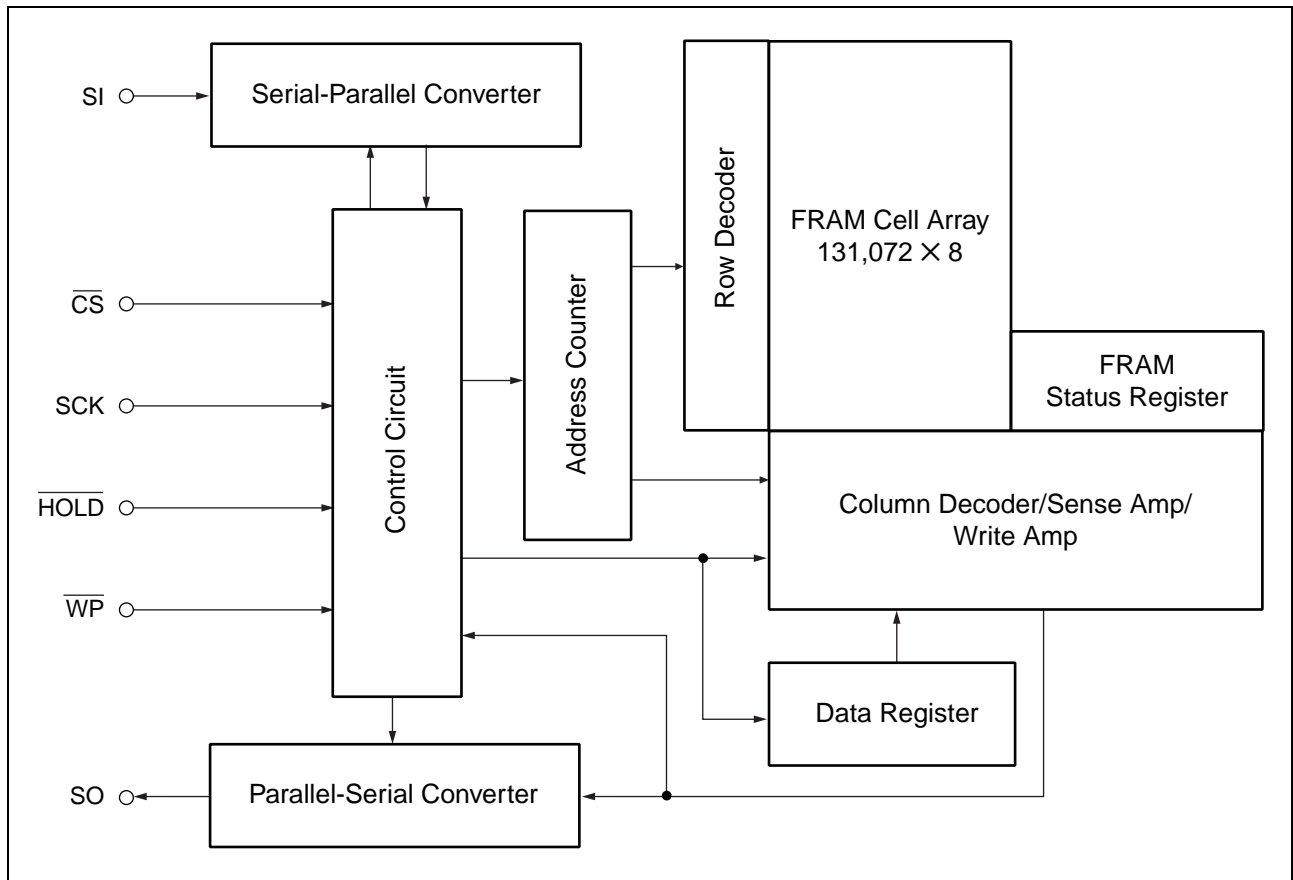 SI
Serial-Parallel Converter
Row Decoder
FRAM Cell Array
131,072 × 8
CS
SCK
HOLD
WP
Control Circuit
Address Counter
FRAM
Status Register
Column Decoder/Sense Amp/
Write Amp
Data Register
SO
Parallel-Serial Converter